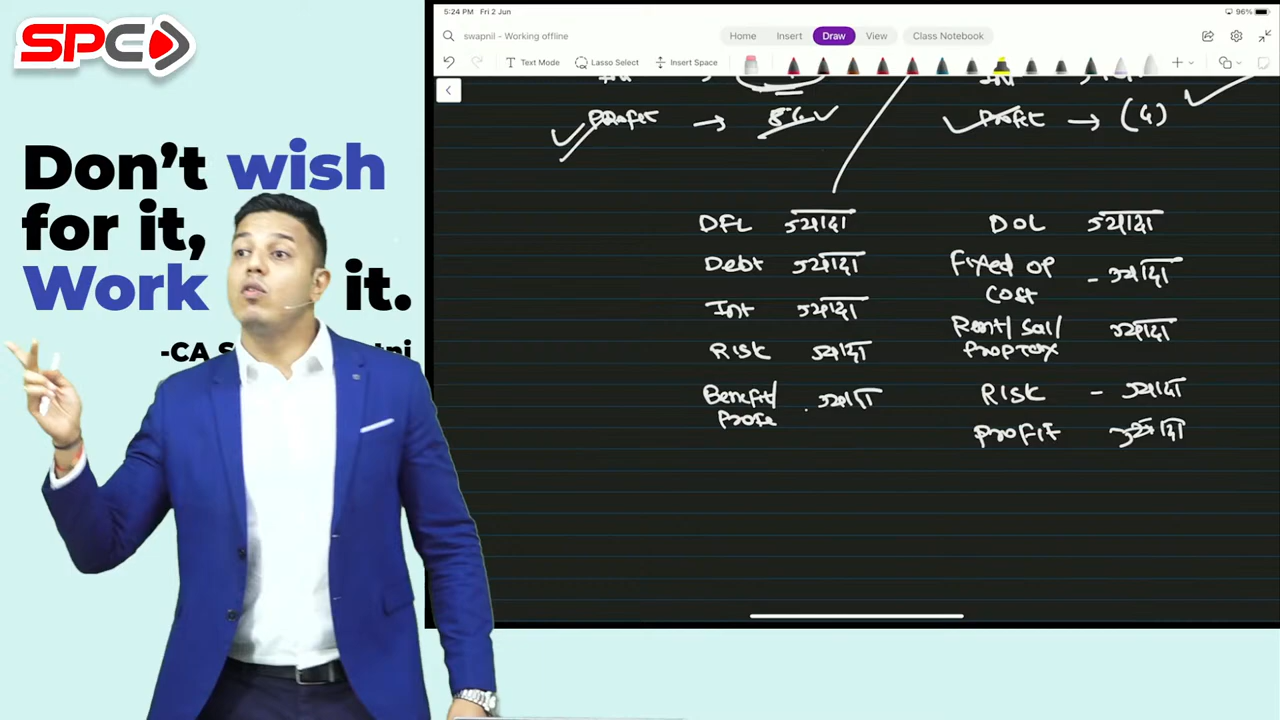 SPC
Don't wish
for it,
Work it.
-CA
5:24 PM Fri 2 Jun
96%
swapnil - Working offline
Home Insert Draw View Class Notebook
Text Mode Lasso Select Insert Space
Profit →
Profit → (4)
DFL ज्यादा
Debt ज्यादा
Int ज्यादा
Risk ज्यादा
Benefit/ ज्यादा
DOL ज्यादा
Fixed op - ज्यादा
Cost
Rent/Sal/ ज्यादा
Prop Tax
Risk - ज्यादा
Profit ज्यादा